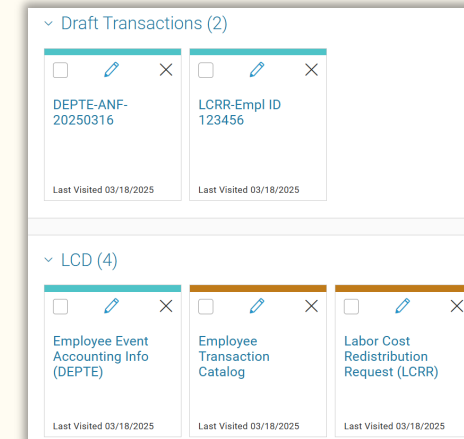 Draft Transactions (2)
DEPTE-ANF-
20250316
Last Visited 03/18/2025
LCRR-Empl ID
123456
Last Visited 03/18/2025
LCD (4)
Employee Event
Accounting Info
(DEPTE)
Last Visited 03/18/2025
Employee
Transaction
Catalog
Last Visited 03/18/2025
Labor Cost
Redistribution
Request (LCRR)
Last Visited 03/18/2025